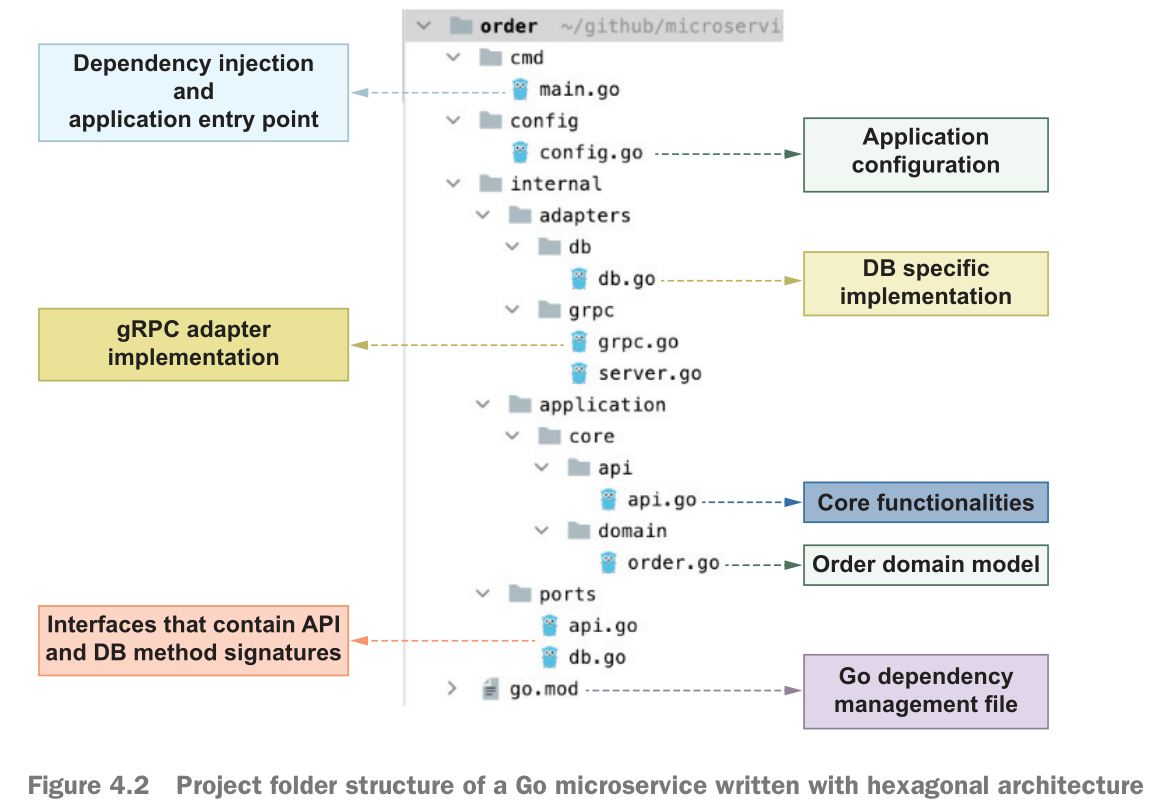 order ~/github/microservi
cmd
Dependency injection
and
application entry point
main.go
config
config.go
Application
configuration
internal
adapters
db
db.go
DB specific
implementation
grpc
gRPC adapter
implementation
grpc.go
server.go
application
core
api
api.go
Core functionalities
domain
order.go
Order domain model
ports
Interfaces that contain API
and DB method signatures
api.go
db.go
go.mod
Go dependency
management file
Figure 4.2 Project folder structure of a Go microservice written with hexagonal architecture